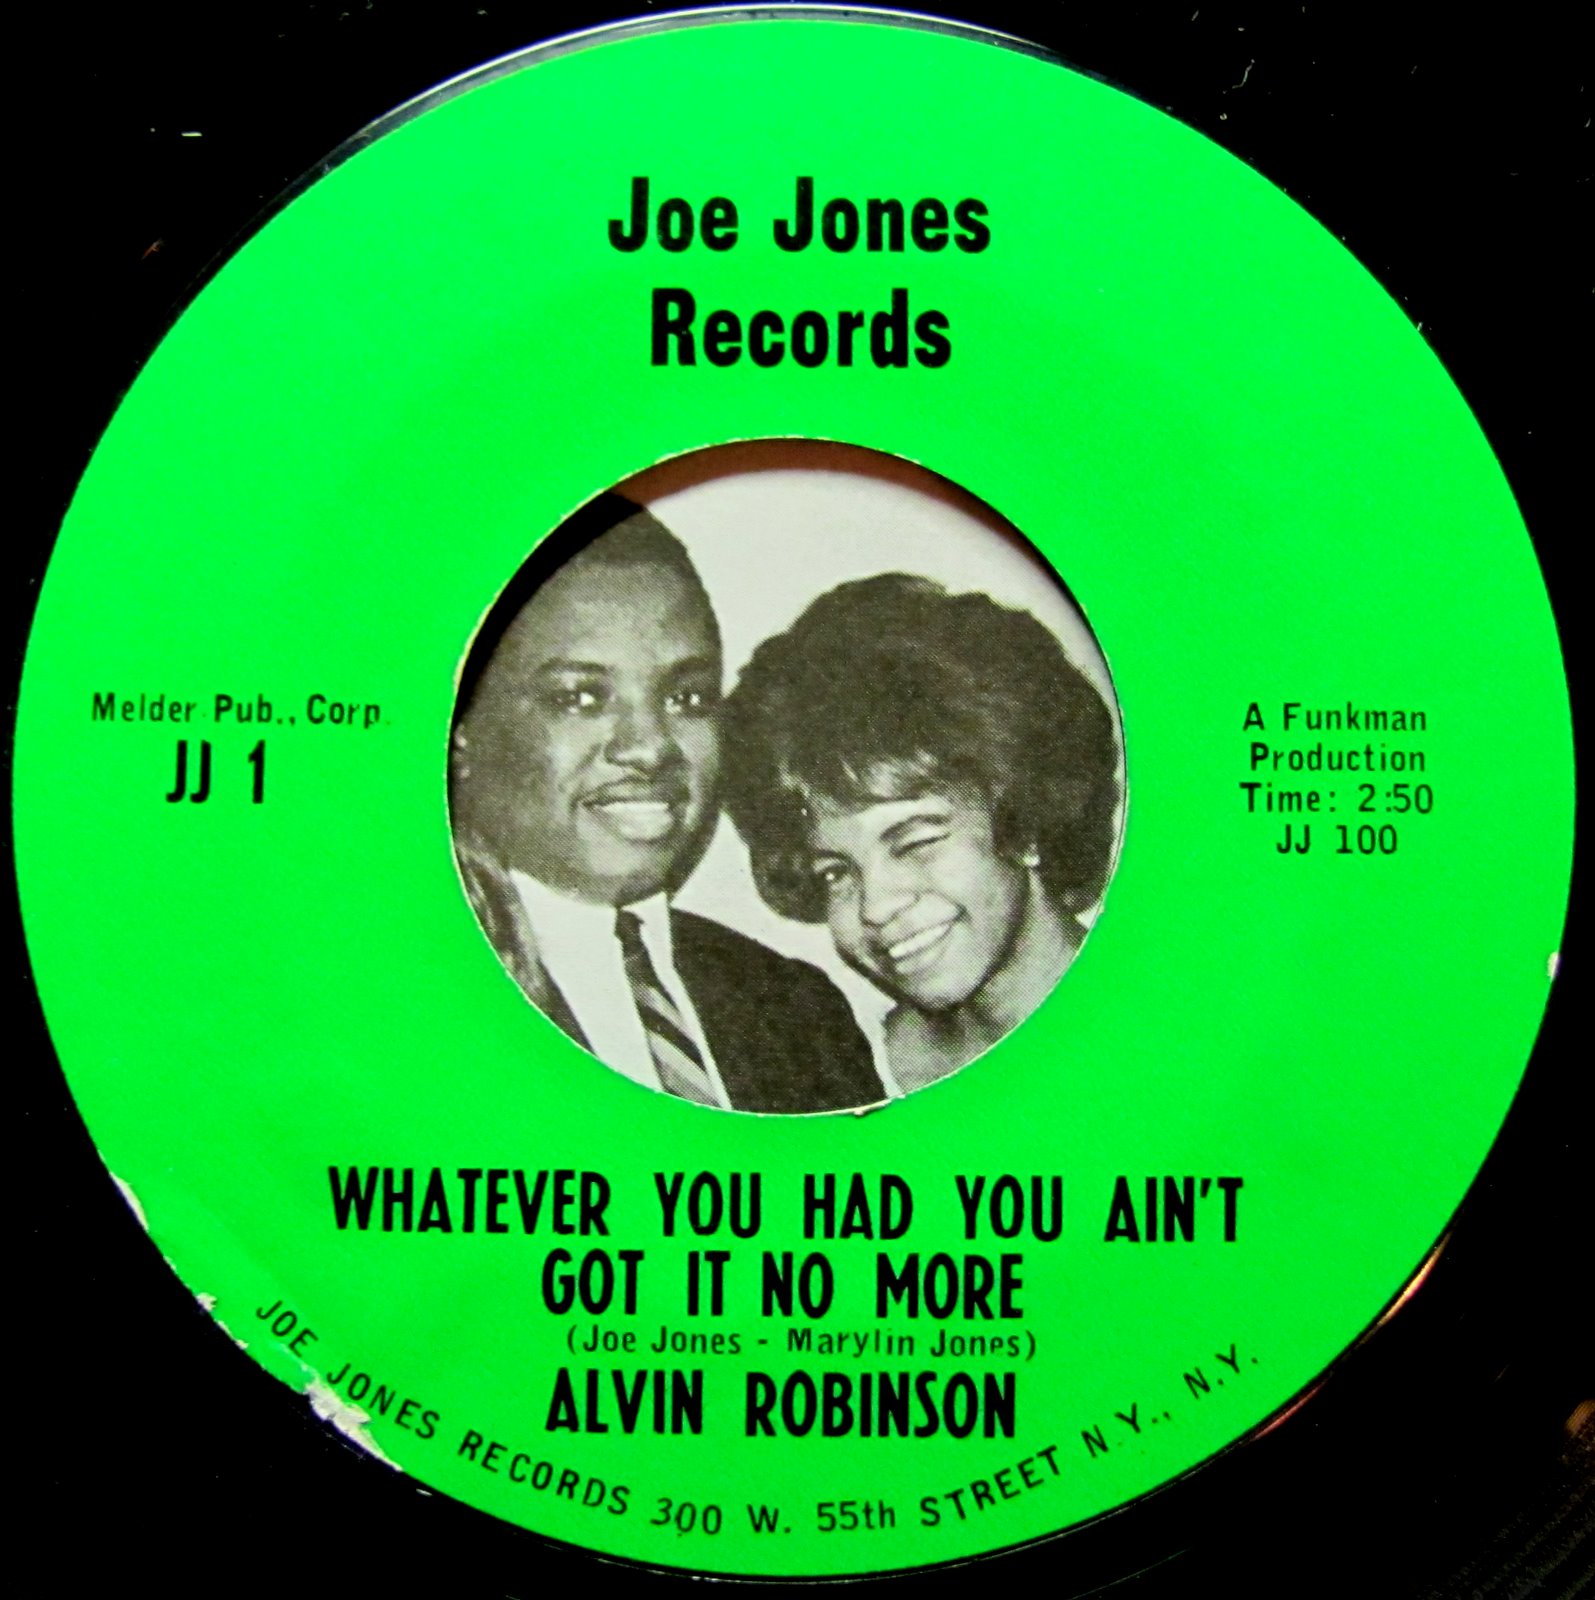 Joe Jones
Records
Melder Pub., Corp.
JJ 1
A Funkman
Production
Time: 2:50
JJ 100
WHATEVER YOU HAD YOU AIN'T
GOT IT NO MORE
(Joe Jones - Marylin Jones)
ALVIN ROBINSON
JOE JONES RECORDS 300 W. 55th STREET N.Y., N.Y.